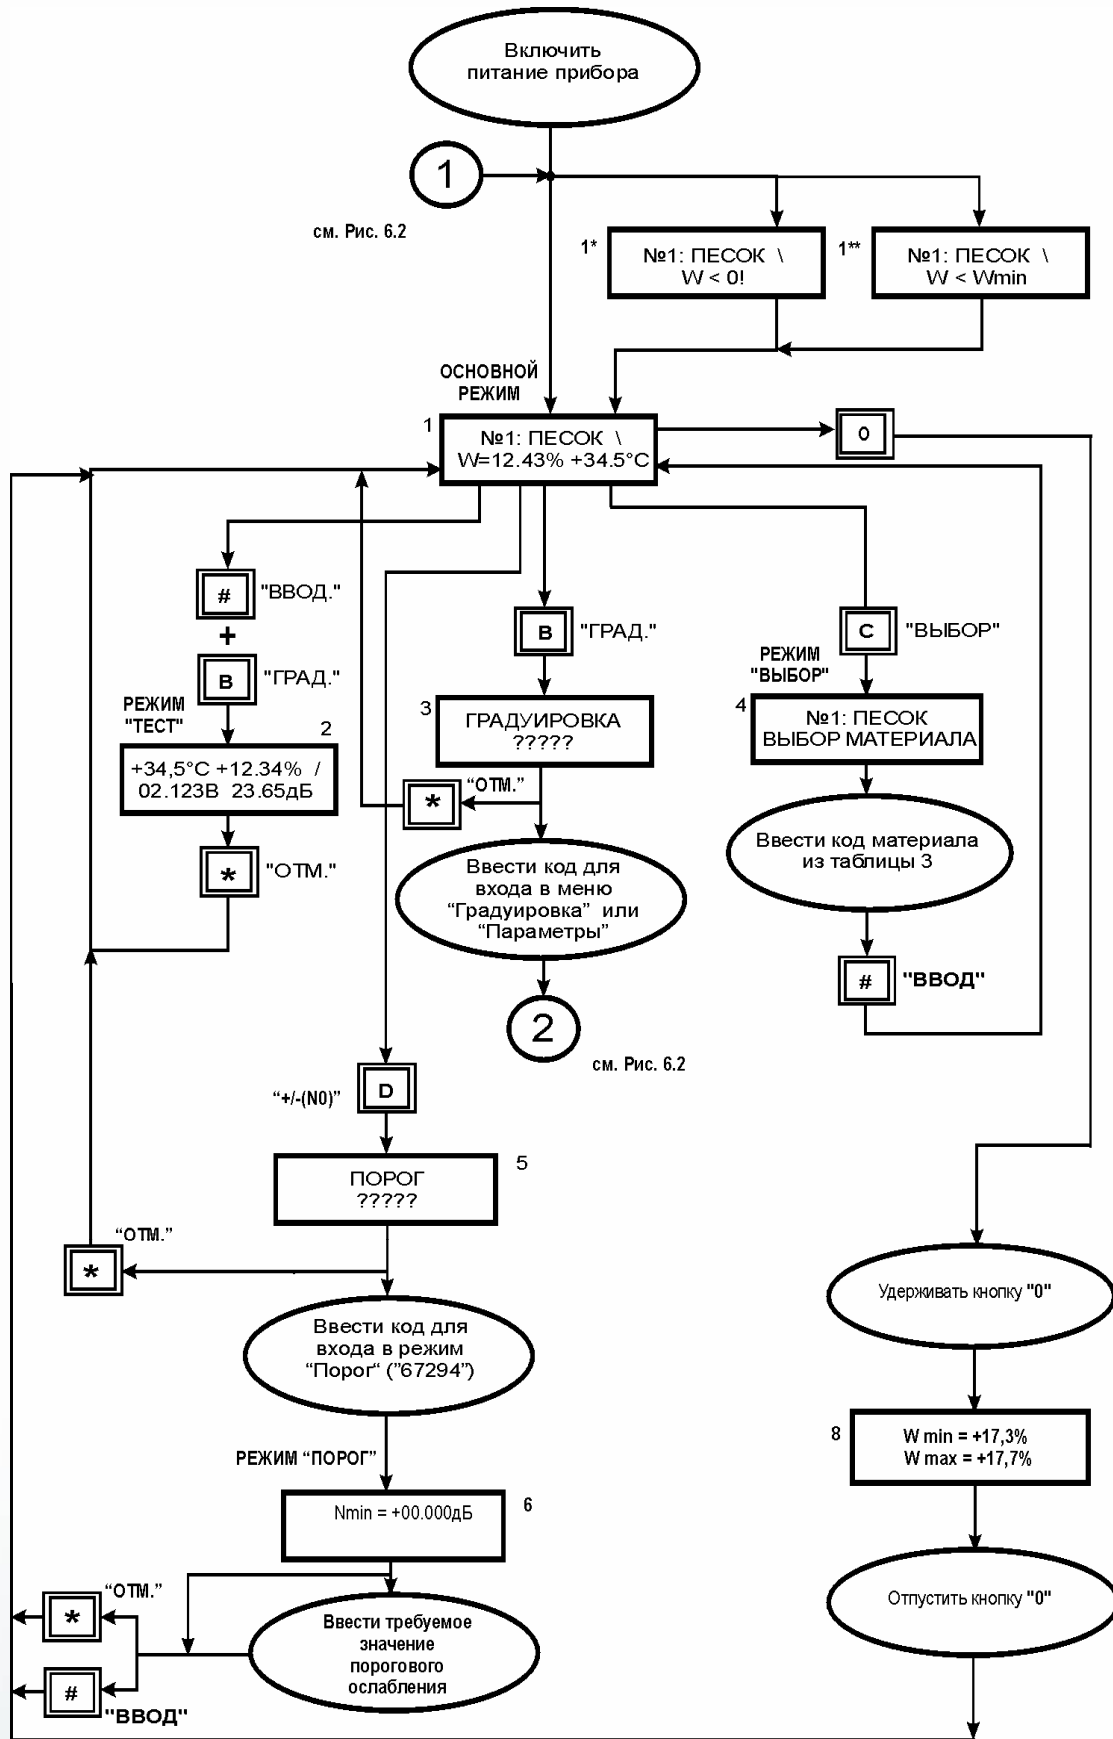 Включить
питание прибора
1
см. Рис. 6.2
1*
№1: ПЕСОК \
W < 0!
1**
№1: ПЕСОК \
W < Wmin
ОСНОВНОЙ
РЕЖИМ
1
№1: ПЕСОК \
W=12.43% +34.5°C
0
# "ВВОД."
+
B "ГРАД."
РЕЖИМ
"ТЕСТ"
2
+34,5°C +12.34% /
02.123В 23.65дБ
* "ОТМ."
B "ГРАД."
3
ГРАДУИРОВКА
?????
* “ОТМ.”
Ввести код для
входа в меню
“Градуировка” или
“Параметры”
2
см. Рис. 6.2
C "ВЫБОР"
РЕЖИМ
"ВЫБОР"
4
№1: ПЕСОК
ВЫБОР МАТЕРИАЛА
Ввести код материала
из таблицы 3
# "ВВОД"
“+/-(N0)” D
5
ПОРОГ
?????
“ОТМ.”
*
Ввести код для
входа в режим
“Порог“ (”67294”)
РЕЖИМ “ПОРОГ”
6
Nmin = +00.000дБ
Ввести требуемое
значение
порогового
ослабления
“ОТМ.”
*
#
"ВВОД"
Удерживать кнопку "0"
8
W min = +17,3%
W max = +17,7%
Отпустить кнопку "0"